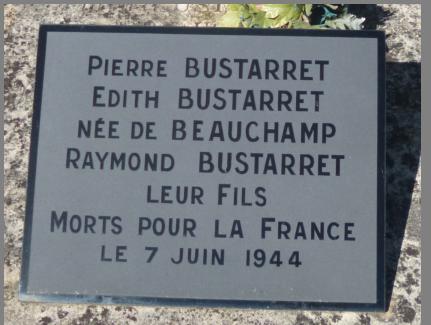 Pierre BUSTARRET
Edith BUSTARRET
née de BEAUCHAMP
Raymond BUSTARRET
leur Fils
Morts pour la France
le 7 juin 1944